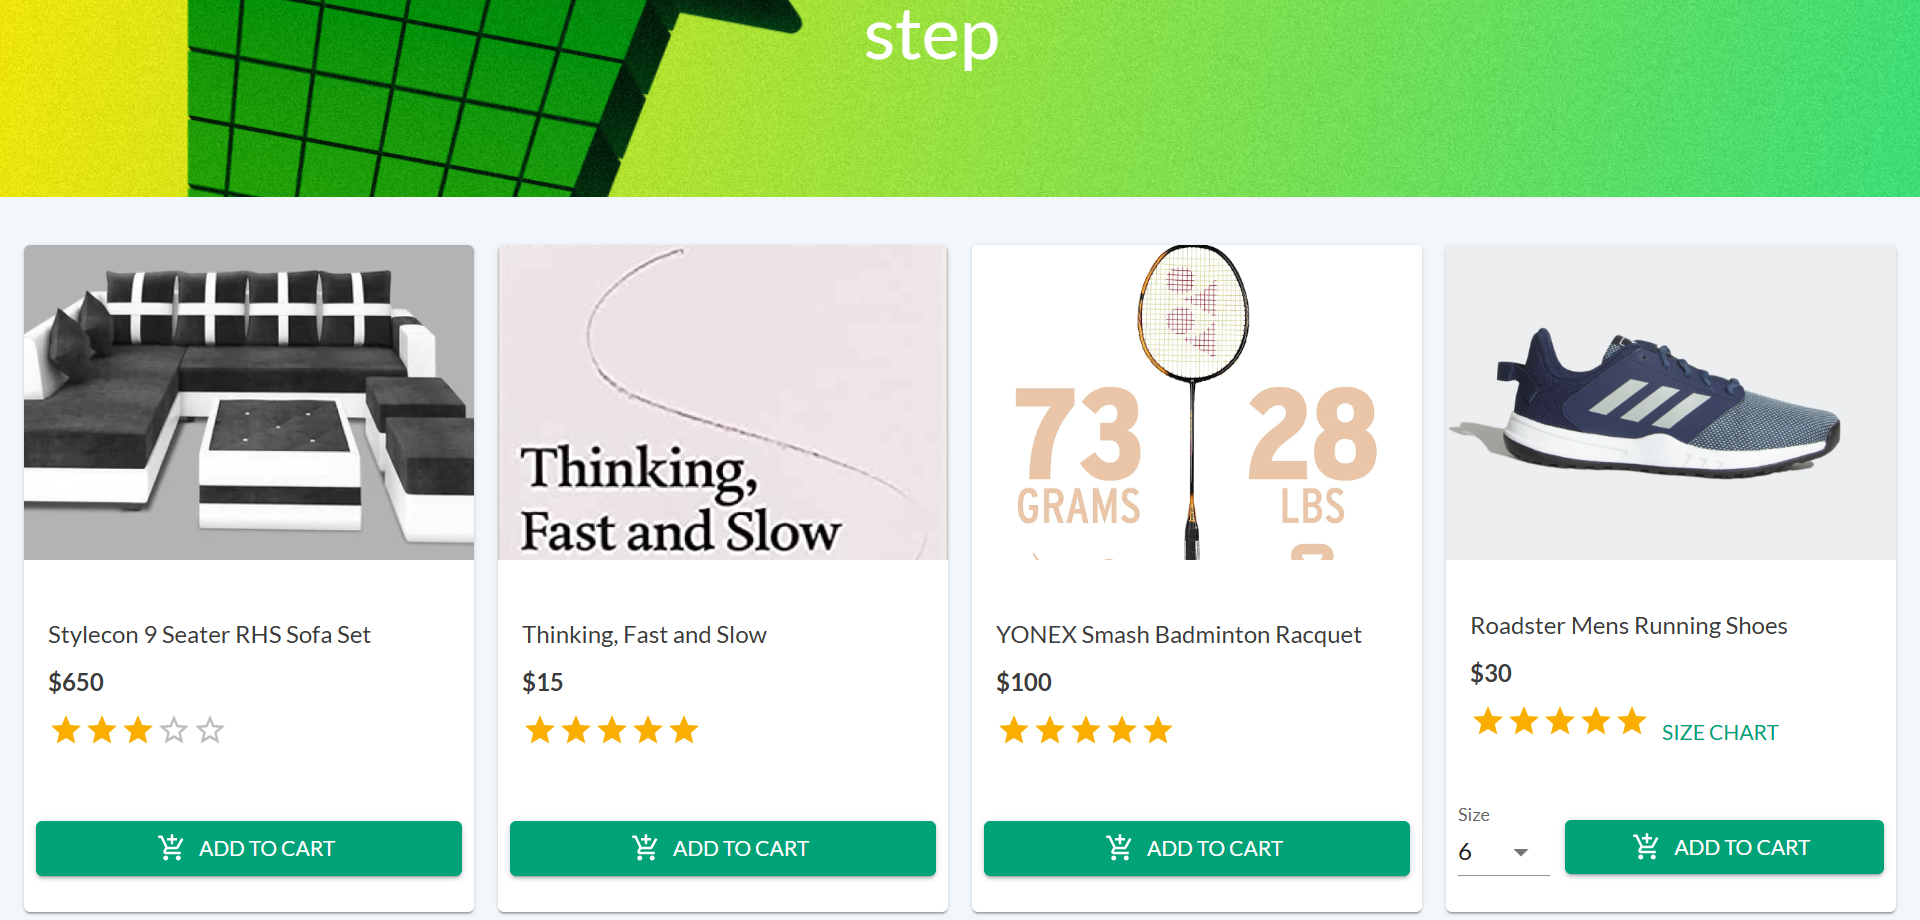 step
Thinking,
Fast and Slow
73
GRAMS
28
LBS
Stylecon 9 Seater RHS Sofa Set
$650
ADD TO CART
Thinking, Fast and Slow
$15
ADD TO CART
YONEX Smash Badminton Racquet
$100
ADD TO CART
Roadster Mens Running Shoes
$30
SIZE CHART
Size
6
ADD TO CART